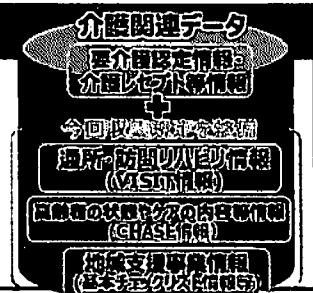 介護関連データ
要介護認定情報・
介護レセプト等情報
+
今回以
通所・訪問リハビリ情報
(VISIT情報)
高齢者の状態やケアの内容等情報
(CHASE情報)
地域支援事業情報
(基本チェックリスト情報等)